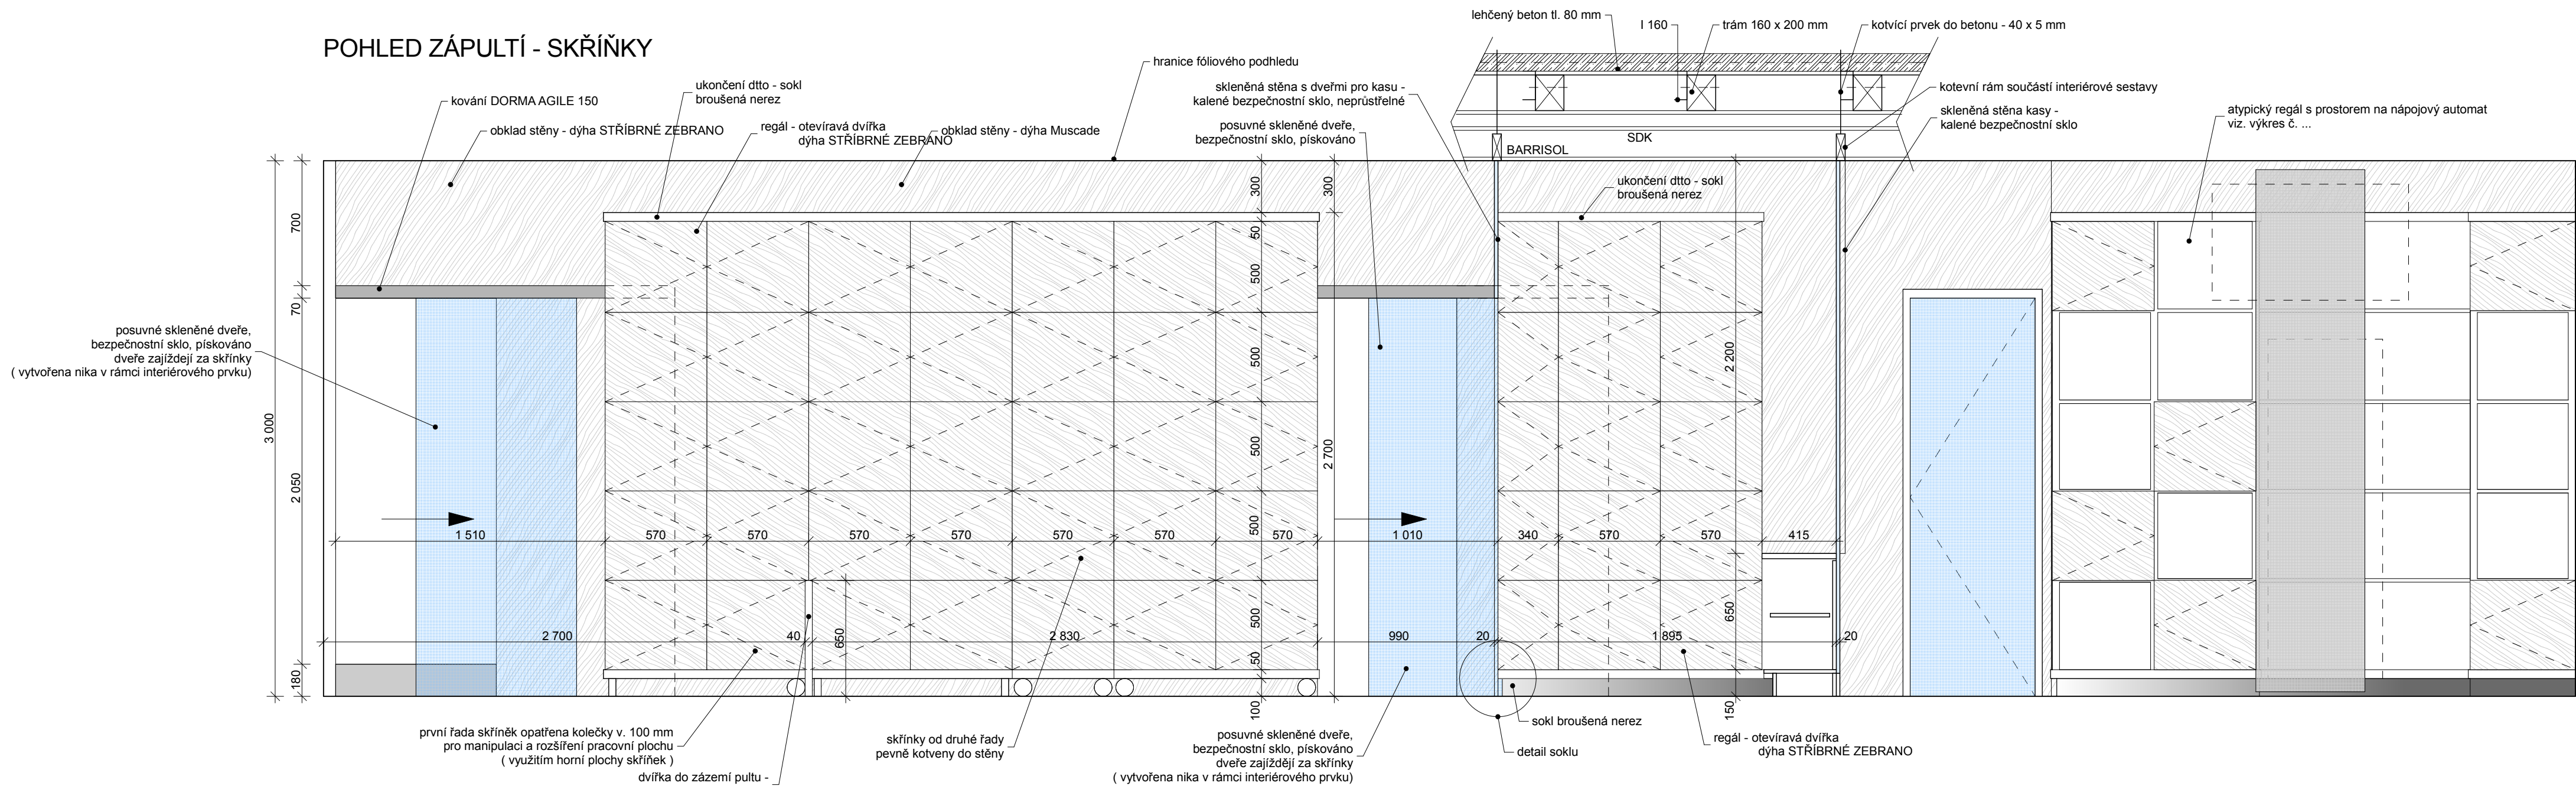 POHLED ZÁPULTÍ - SKŘÍŇKY
lehčený beton tl. 80 mm
I 160
trám 160 x 200 mm
kotvící prvek do betonu - 40 x 5 mm
hranice fóliového podhledu
skleněná stěna s dveřmi pro kasu -
kalené bezpečnostní sklo, neprůstřelné
kotevní rám součástí interiérové sestavy
ukončení dtto - sokl
broušená nerez
kování DORMA AGILE 150
obklad stěny - dýha STŘÍBRNÉ ZEBRANO
regál - otevíravá dvířka
dýha STŘÍBRNÉ ZEBRANO
obklad stěny - dýha Muscade
posuvné skleněné dveře,
bezpečnostní sklo, pískováno
skleněná stěna kasy -
kalené bezpečnostní sklo
atypický regál s prostorem na nápojový automat
viz. výkres č. ...
SDK
BARRISOL
ukončení dtto - sokl
broušená nerez
posuvné skleněné dveře,
bezpečnostní sklo, pískováno
dveře zajíždejí za skřínky
( vytvořena nika v rámci interiérového prvku)
3 000
700
70
2 050
180
300
50
500
500
5000
500
500
50
100
300
2 700
2 200
650
150
1 510
570
570
570
570
570
570
570
1 010
340
570
570
415
2 700
40
650
2 830
990
20
1 895
20
první řada skříněk opatřena kolečky v. 100 mm
pro manipulaci a rozšíření pracovní plochu
( využitím horní plochy skříněk )
dvířka do zázemí pultu -
skřínky od druhé řady
pevně kotveny do stěny
posuvné skleněné dveře,
bezpečnostní sklo, pískováno
dveře zajíždějí za skřínky
( vytvořena nika v rámci interiérového prvku)
sokl broušená nerez
detail soklu
regál - otevíravá dvířka
dýha STŘÍBRNÉ ZEBRANO